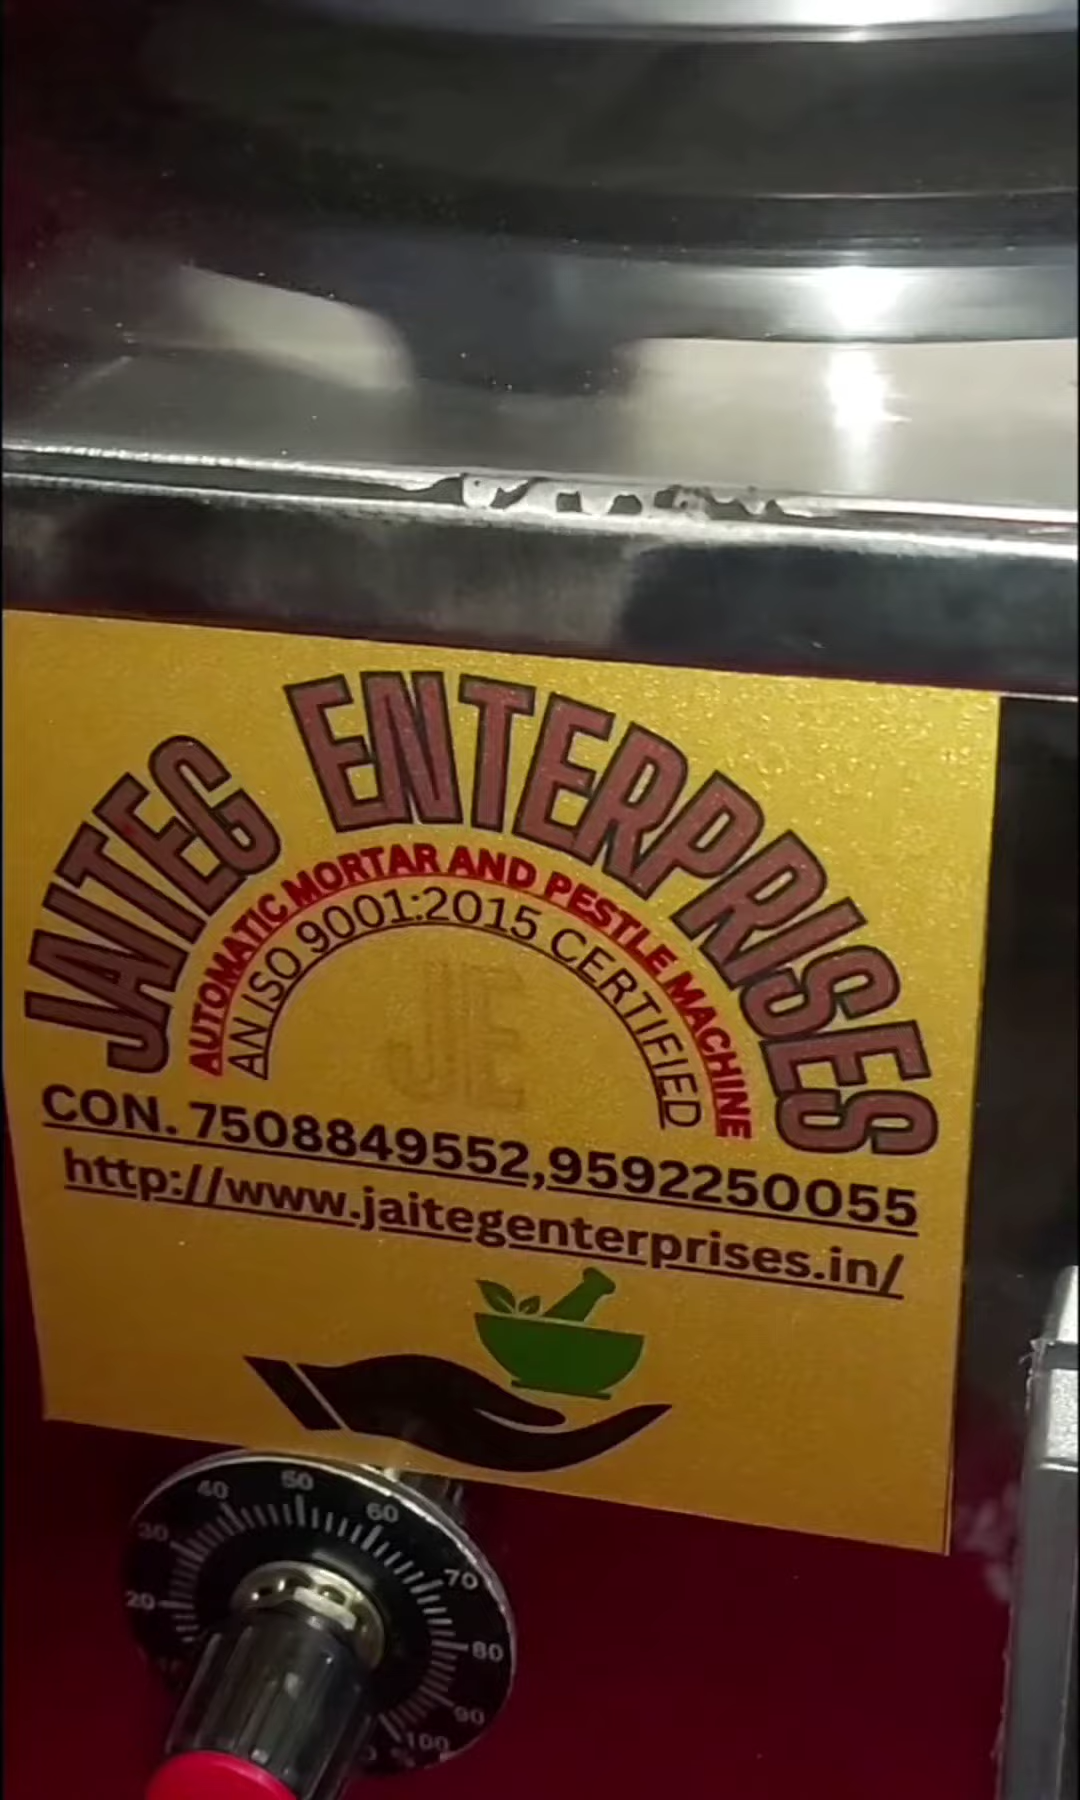 JAITEG ENTERPRISES
AUTOMATIC MORTAR AND PESTLE MACHINE
AN ISO 9001:2015 CERTIFIED
JE
CON. 7508849552,9592250055
http://www.jaitegenterprises.in/
20 30 40 50 60 70 80 90 100